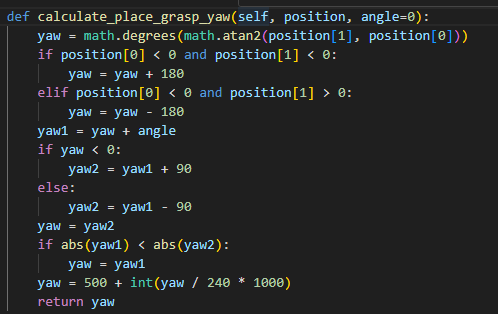 def calculate_place_grasp_yaw(self, position, angle=0):
    yaw = math.degrees(math.atan2(position[1], position[0]))
    if position[0] < 0 and position[1] < 0:
        yaw = yaw + 180
    elif position[0] < 0 and position[1] > 0:
        yaw = yaw - 180
    yaw1 = yaw + angle
    if yaw < 0:
        yaw2 = yaw1 + 90
    else:
        yaw2 = yaw1 - 90
    yaw = yaw2
    if abs(yaw1) < abs(yaw2):
        yaw = yaw1
    yaw = 500 + int(yaw / 240 * 1000)
    return yaw